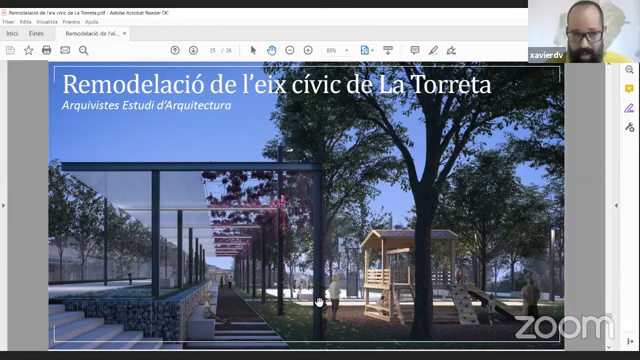 Remodelació de l'eix cívic de La Torreta.pdf - Adobe Acrobat Reader DC
Fitxer Edita Visualitza Finestra Ajuda
Inici Eines Remodelació de l'ei... ×
25 / 26 85%
xavierdv
Remodelació de l'eix cívic de La Torreta
Arquivistes Estudi d'Arquitectura
zoom